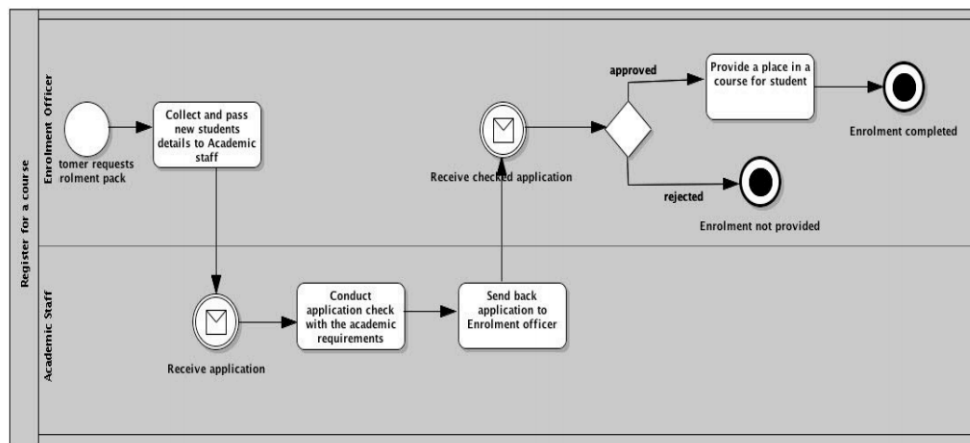 Register for a course
Enrolment Officer
tomer requests
rolment pack
Collect and pass
new students
details to Academic
staff
Receive checked application
approved
rejected
Provide a place in a
course for student
Enrolment completed
Enrolment not provided
Academic Staff
Receive application
Conduct
application check
with the academic
requirements
Send back
application to
Enrolment officer